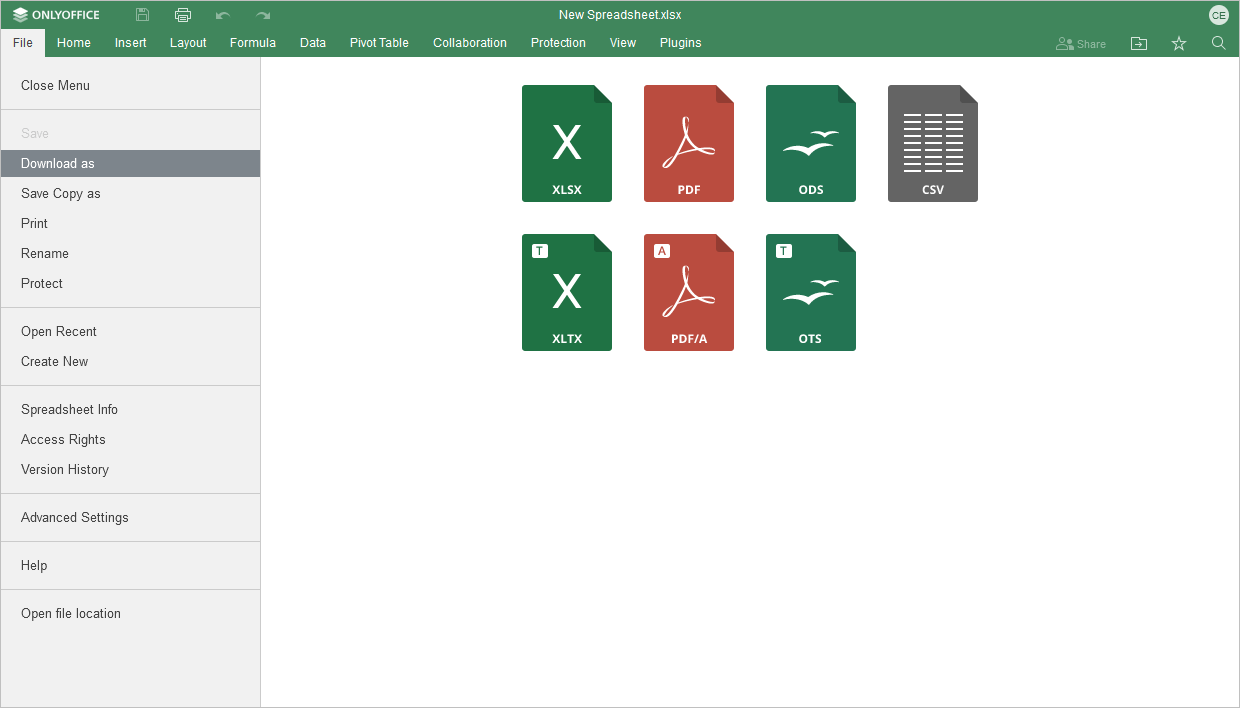 ONLYOFFICE
New Spreadsheet.xlsx
CE
File Home Insert Layout Formula Data Pivot Table Collaboration Protection View Plugins Share
Close Menu
Save
Download as
Save Copy as
Print
Rename
Protect
Open Recent
Create New
Spreadsheet Info
Access Rights
Version History
Advanced Settings
Help
Open file location
X X
XLSX PDF ODS CSV
T A T
X
XLTX PDF/A OTS